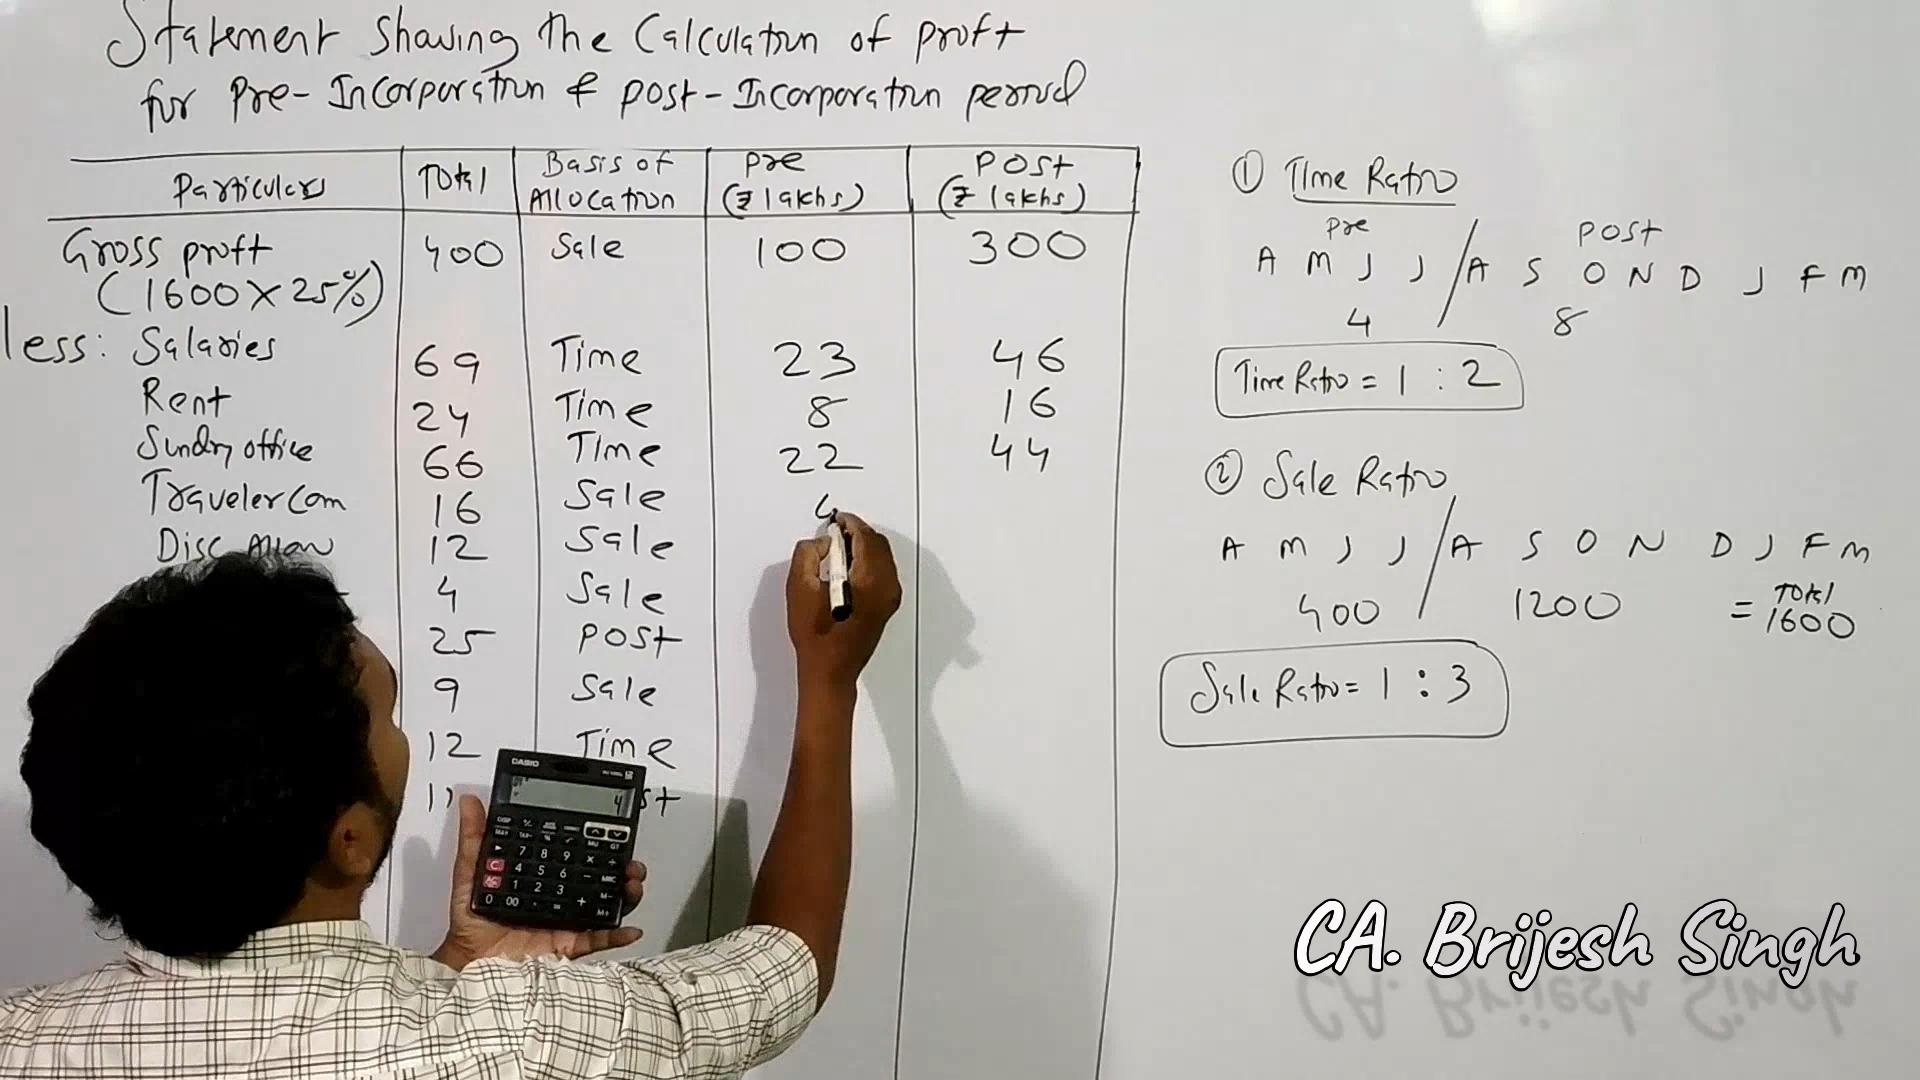 Statement Showing The Calculation of profit
for Pre-Incorporation & post-Incorporation period
Particulars Total Basis of Allocation Pre (₹ lakhs) POST (₹ lakhs)
Gross profit 400 Sale 100 300
(1600 X 25%)
less: Salaries 69 Time 23 46
Rent 24 Time 8 16
Sundry office 66 Time 22 44
Traveler Com 16 Sale 4
Disc Allow 12 Sale
4 Sale
25 POST
9 Sale
12 Time
① Time Ratio
Pre POST
A M J J / A S O N D J F M
4 8
Time Ratio = 1 : 2
② Sale Ratio
A M J J / A S O N D J F M
400 / 1200 = Total 1600
Sale Ratio = 1 : 3
CASIO
4
CA. Brijesh Singh